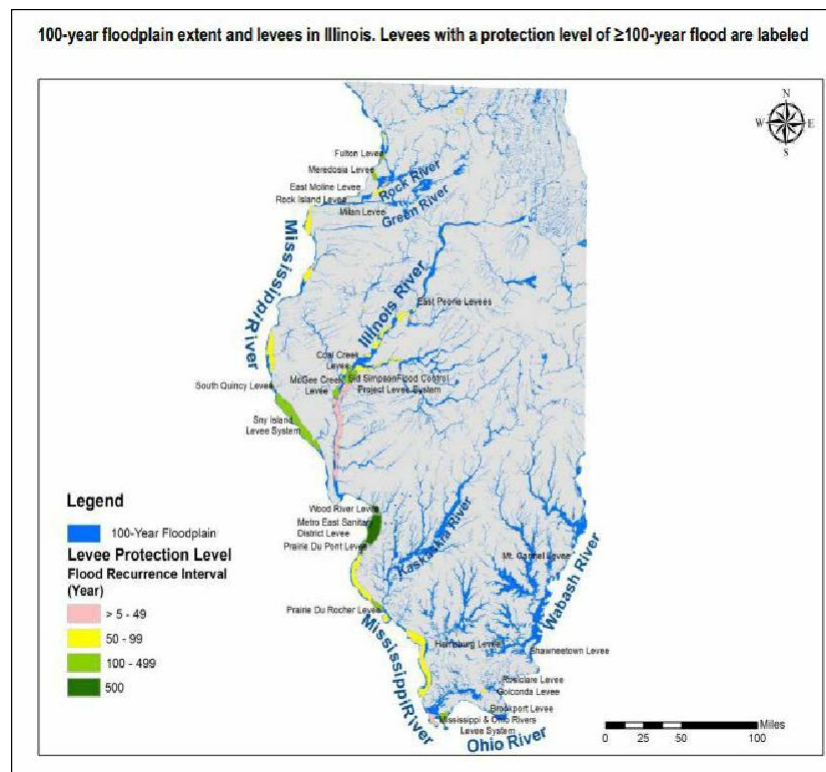 100-year floodplain extent and levees in Illinois. Levees with a protection level of ≥100-year flood are labeled
N
W E
S
Fulton Levee
Meredosia Levee
Rock River
East Moline Levee
Rock Island Levee
Milan Levee
Green River
Mississippi River
Illinois River
East Peoria Levees
Coal Creek
Levee
McGee Creek
Levee
Sid Simpson Flood Control
Project Levee System
South Quincy Levee
Sny Island
Levee System
Wood River Levee
Metro East Sanitary
District Levee
Prairie Du Pont Levee
Kaskaskia River
Mt. Carmel Levee
Wabash River
Prairie Du Rocher Levee
Mississippi River
Harrisburg Levee
Shawneetown Levee
Rosiclare Levee
Golconda Levee
Brookport Levee
Mississippi & Ohio Rivers
Levee System
Ohio River
Legend
100-Year Floodplain
Levee Protection Level
Flood Recurrence Interval
(Year)
> 5 - 49
50 - 99
100 - 499
500
Miles
0 25 50 100